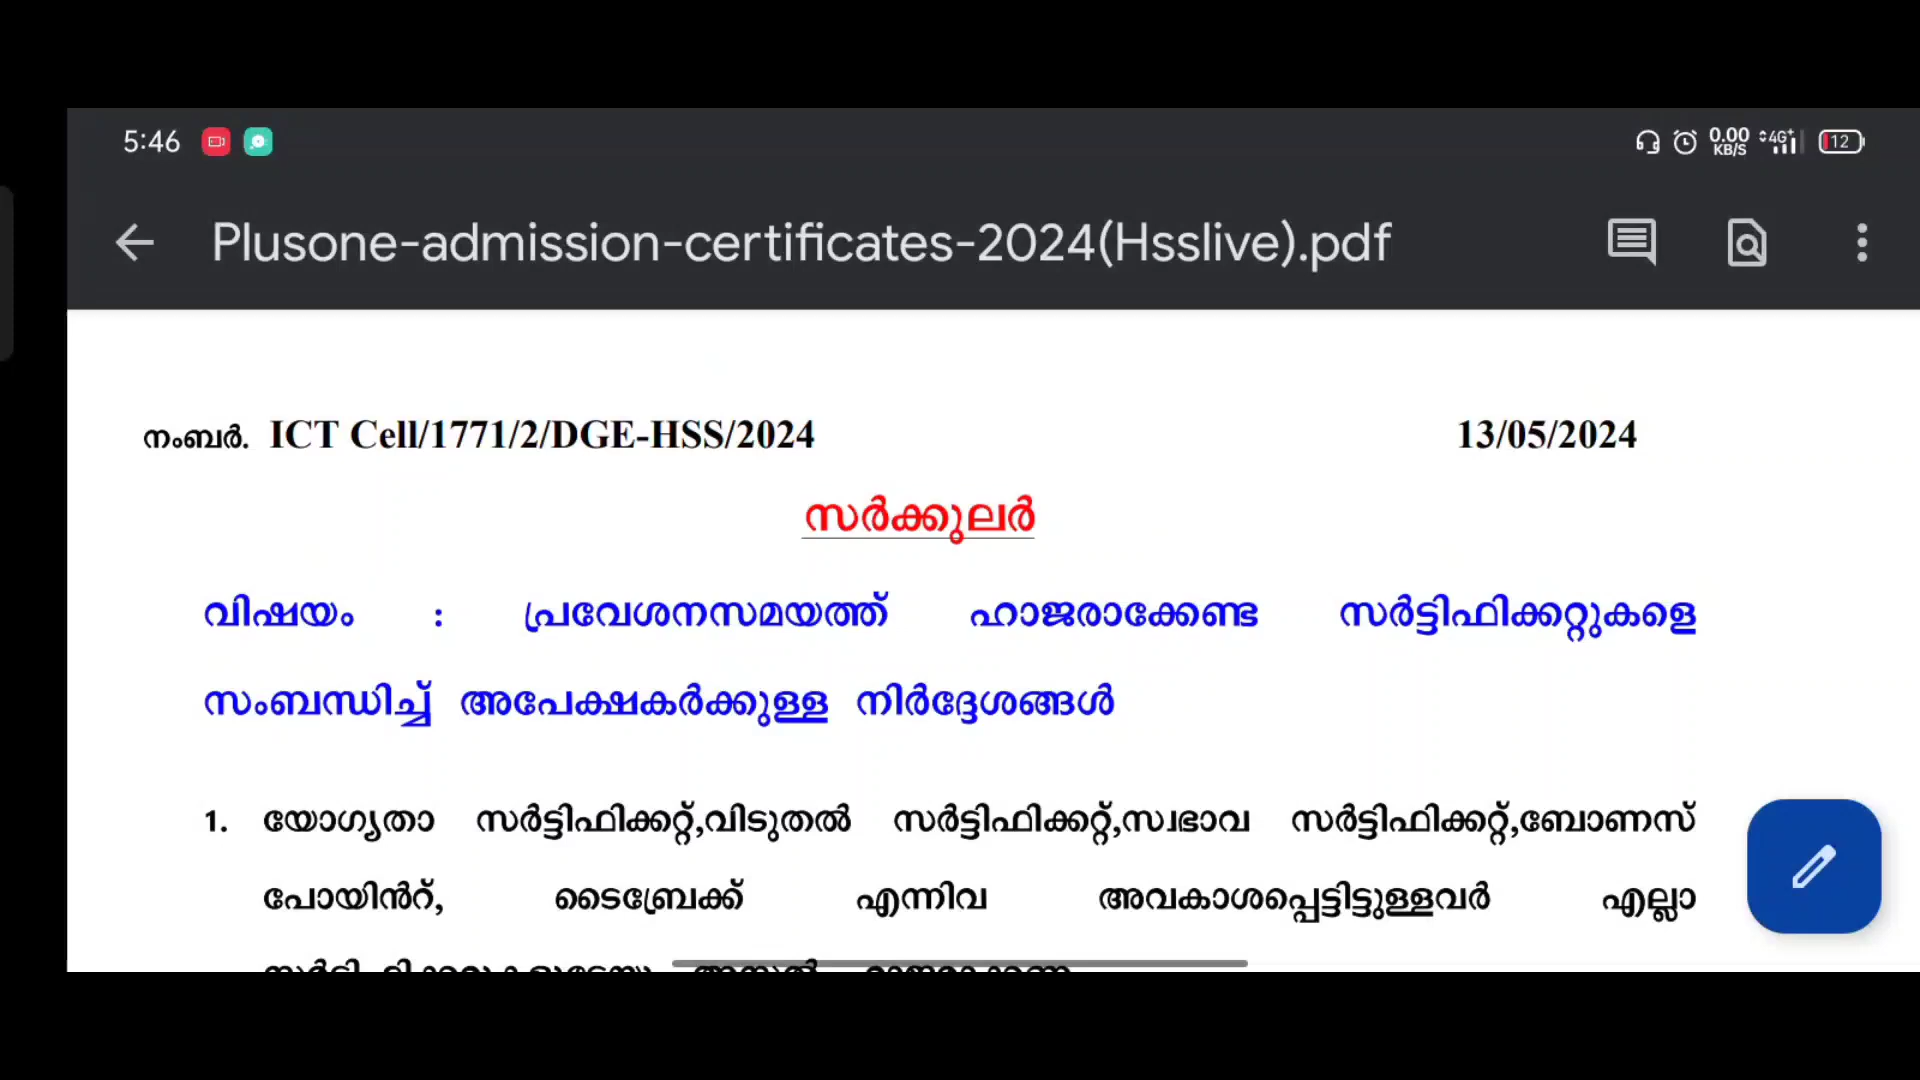 5:46
0.00 KB/S 4G+ 12
Plusone-admission-certificates-2024(Hsslive).pdf
നംബർ. ICT Cell/1771/2/DGE-HSS/2024 13/05/2024
സർക്കുലർ
വിഷയം : പ്രവേശനസമയത്ത് ഹാജരാക്കേണ്ട സർട്ടിഫിക്കറ്റുകളെ
സംബന്ധിച്ച് അപേക്ഷകർക്കുള്ള നിർദ്ദേശങ്ങൾ
1. യോഗ്യതാ സർട്ടിഫിക്കറ്റ്,വിടുതൽ സർട്ടിഫിക്കറ്റ്,സ്വഭാവ സർട്ടിഫിക്കറ്റ്,ബോണസ്
പോയിൻറ്, ടൈബ്രേക്ക് എന്നിവ അവകാശപ്പെട്ടിട്ടുള്ളവർ എല്ലാ